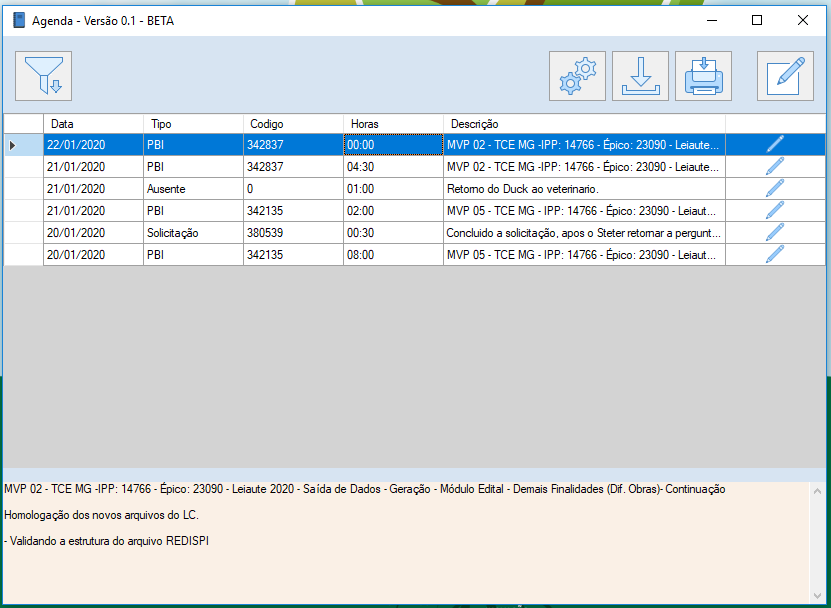 Agenda - Versão 0.1 - BETA
Data Tipo Codigo Horas Descrição
22/01/2020 PBI 342837 00:00 MVP 02 - TCE MG -IPP: 14766 - Épico: 23090 - Leiaute...
21/01/2020 PBI 342837 04:30 MVP 02 - TCE MG -IPP: 14766 - Épico: 23090 - Leiaute...
21/01/2020 Ausente 0 01:00 Retorno do Duck ao veterinario.
21/01/2020 PBI 342135 02:00 MVP 05 - TCE MG - IPP: 14766 - Épico: 23090 - Leiaut...
20/01/2020 Solicitação 380539 00:30 Concluido a solicitação, apos o Steter retornar a pergunt...
20/01/2020 PBI 342135 08:00 MVP 05 - TCE MG - IPP: 14766 - Épico: 23090 - Leiaut...
MVP 02 - TCE MG -IPP: 14766 - Épico: 23090 - Leiaute 2020 - Saída de Dados - Geração - Módulo Edital - Demais Finalidades (Dif. Obras)- Continuação
Homologação dos novos arquivos do LC.
- Validando a estrutura do arquivo REDISPI